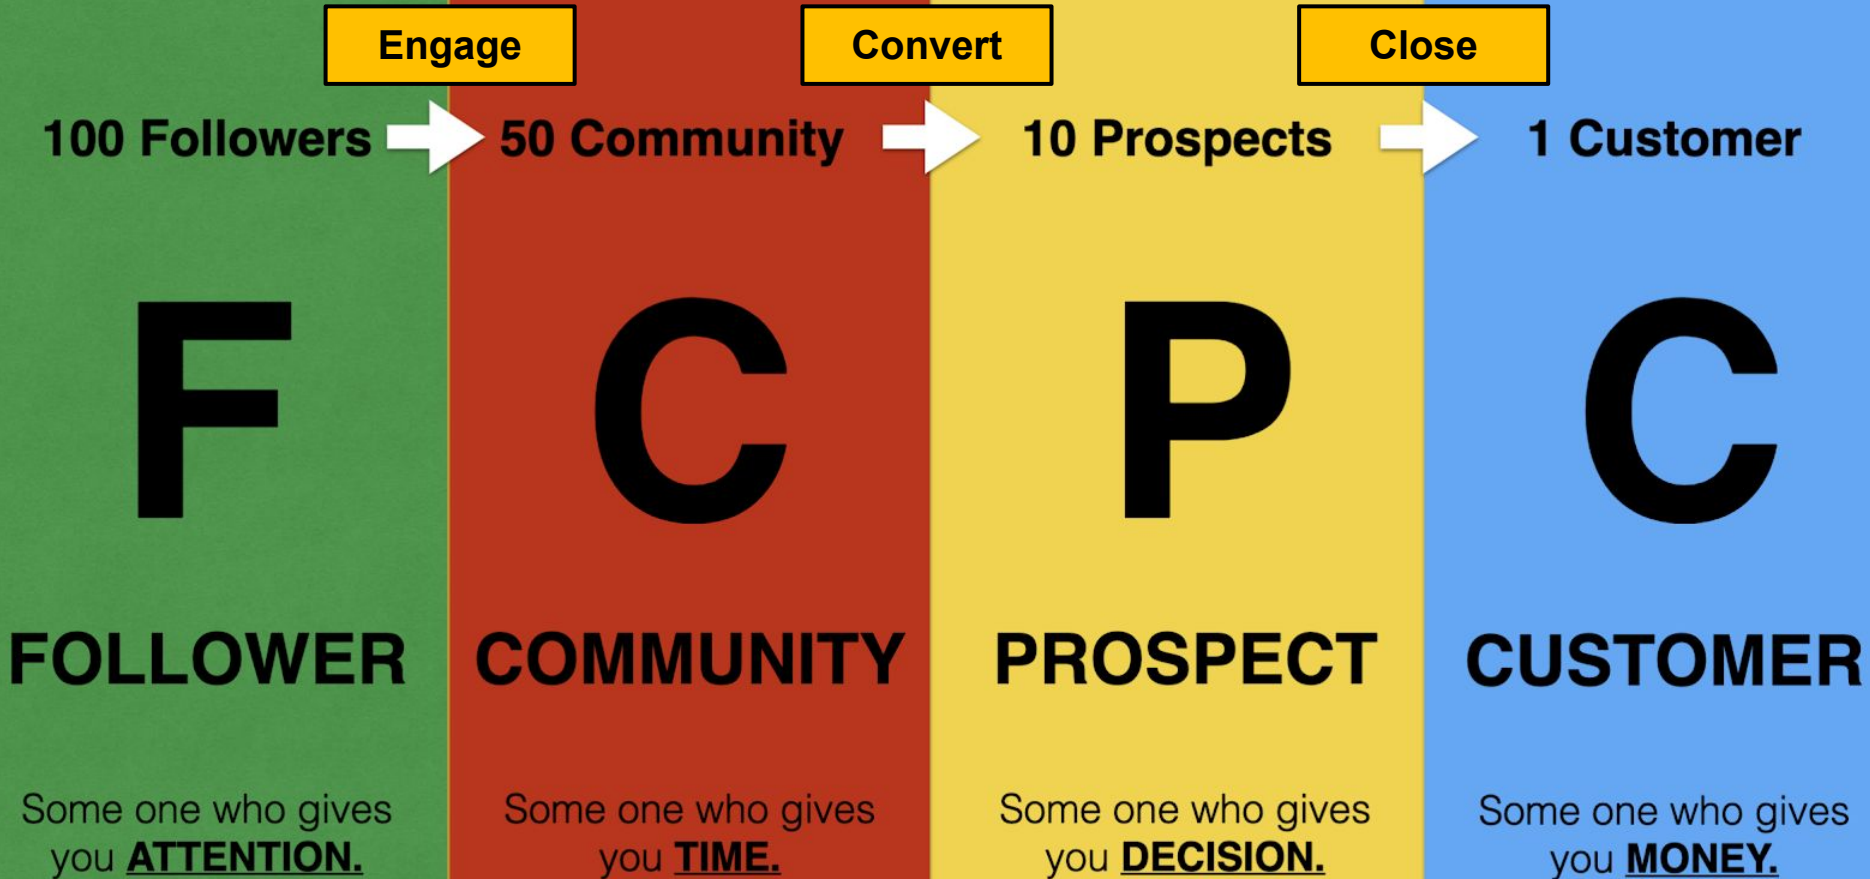 Engage
Convert
Close
100 Followers
50 Community
10 Prospects
1 Customer
F
C
P
C
FOLLOWER
COMMUNITY
PROSPECT
CUSTOMER
Some one who gives
you ATTENTION.
Some one who gives
you TIME.
Some one who gives
you DECISION.
Some one who gives
you MONEY.